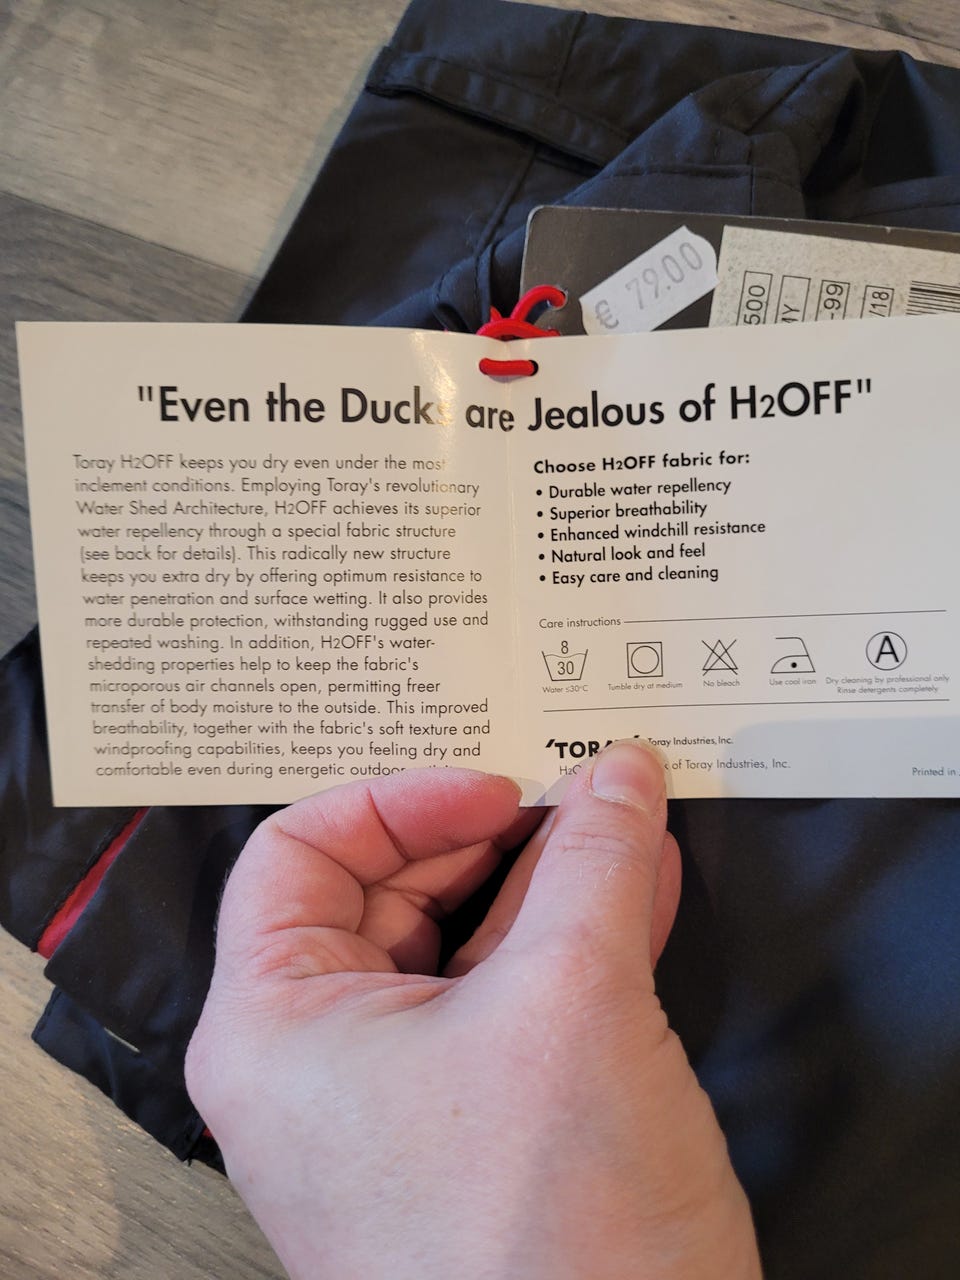 € 79.00
500
-99
/18
"Even the Ducks are Jealous of H2OFF"
Toray H2OFF keeps you dry even under the most
inclement conditions. Employing Toray's revolutionary
Water Shed Architecture, H2OFF achieves its superior
water repellency through a special fabric structure
(see back for details). This radically new structure
keeps you extra dry by offering optimum resistance to
water penetration and surface wetting. It also provides
more durable protection, withstanding rugged use and
repeated washing. In addition, H2OFF's water-
shedding properties help to keep the fabric's
microporous air channels open, permitting freer
transfer of body moisture to the outside. This improved
breathability, together with the fabric's soft texture and
windproofing capabilities, keeps you feeling dry and
comfortable even during energetic outdoor
Choose H2OFF fabric for:
• Durable water repellency
• Superior breathability
• Enhanced windchill resistance
• Natural look and feel
• Easy care and cleaning
Care instructions
8
30
A
Water ≤30°C
Tumble dry at medium
No bleach
Use cool iron
Dry cleaning by professional only
Rinse detergents completely
'TORAY' Toray Industries, Inc.
of Toray Industries, Inc.
Printed in